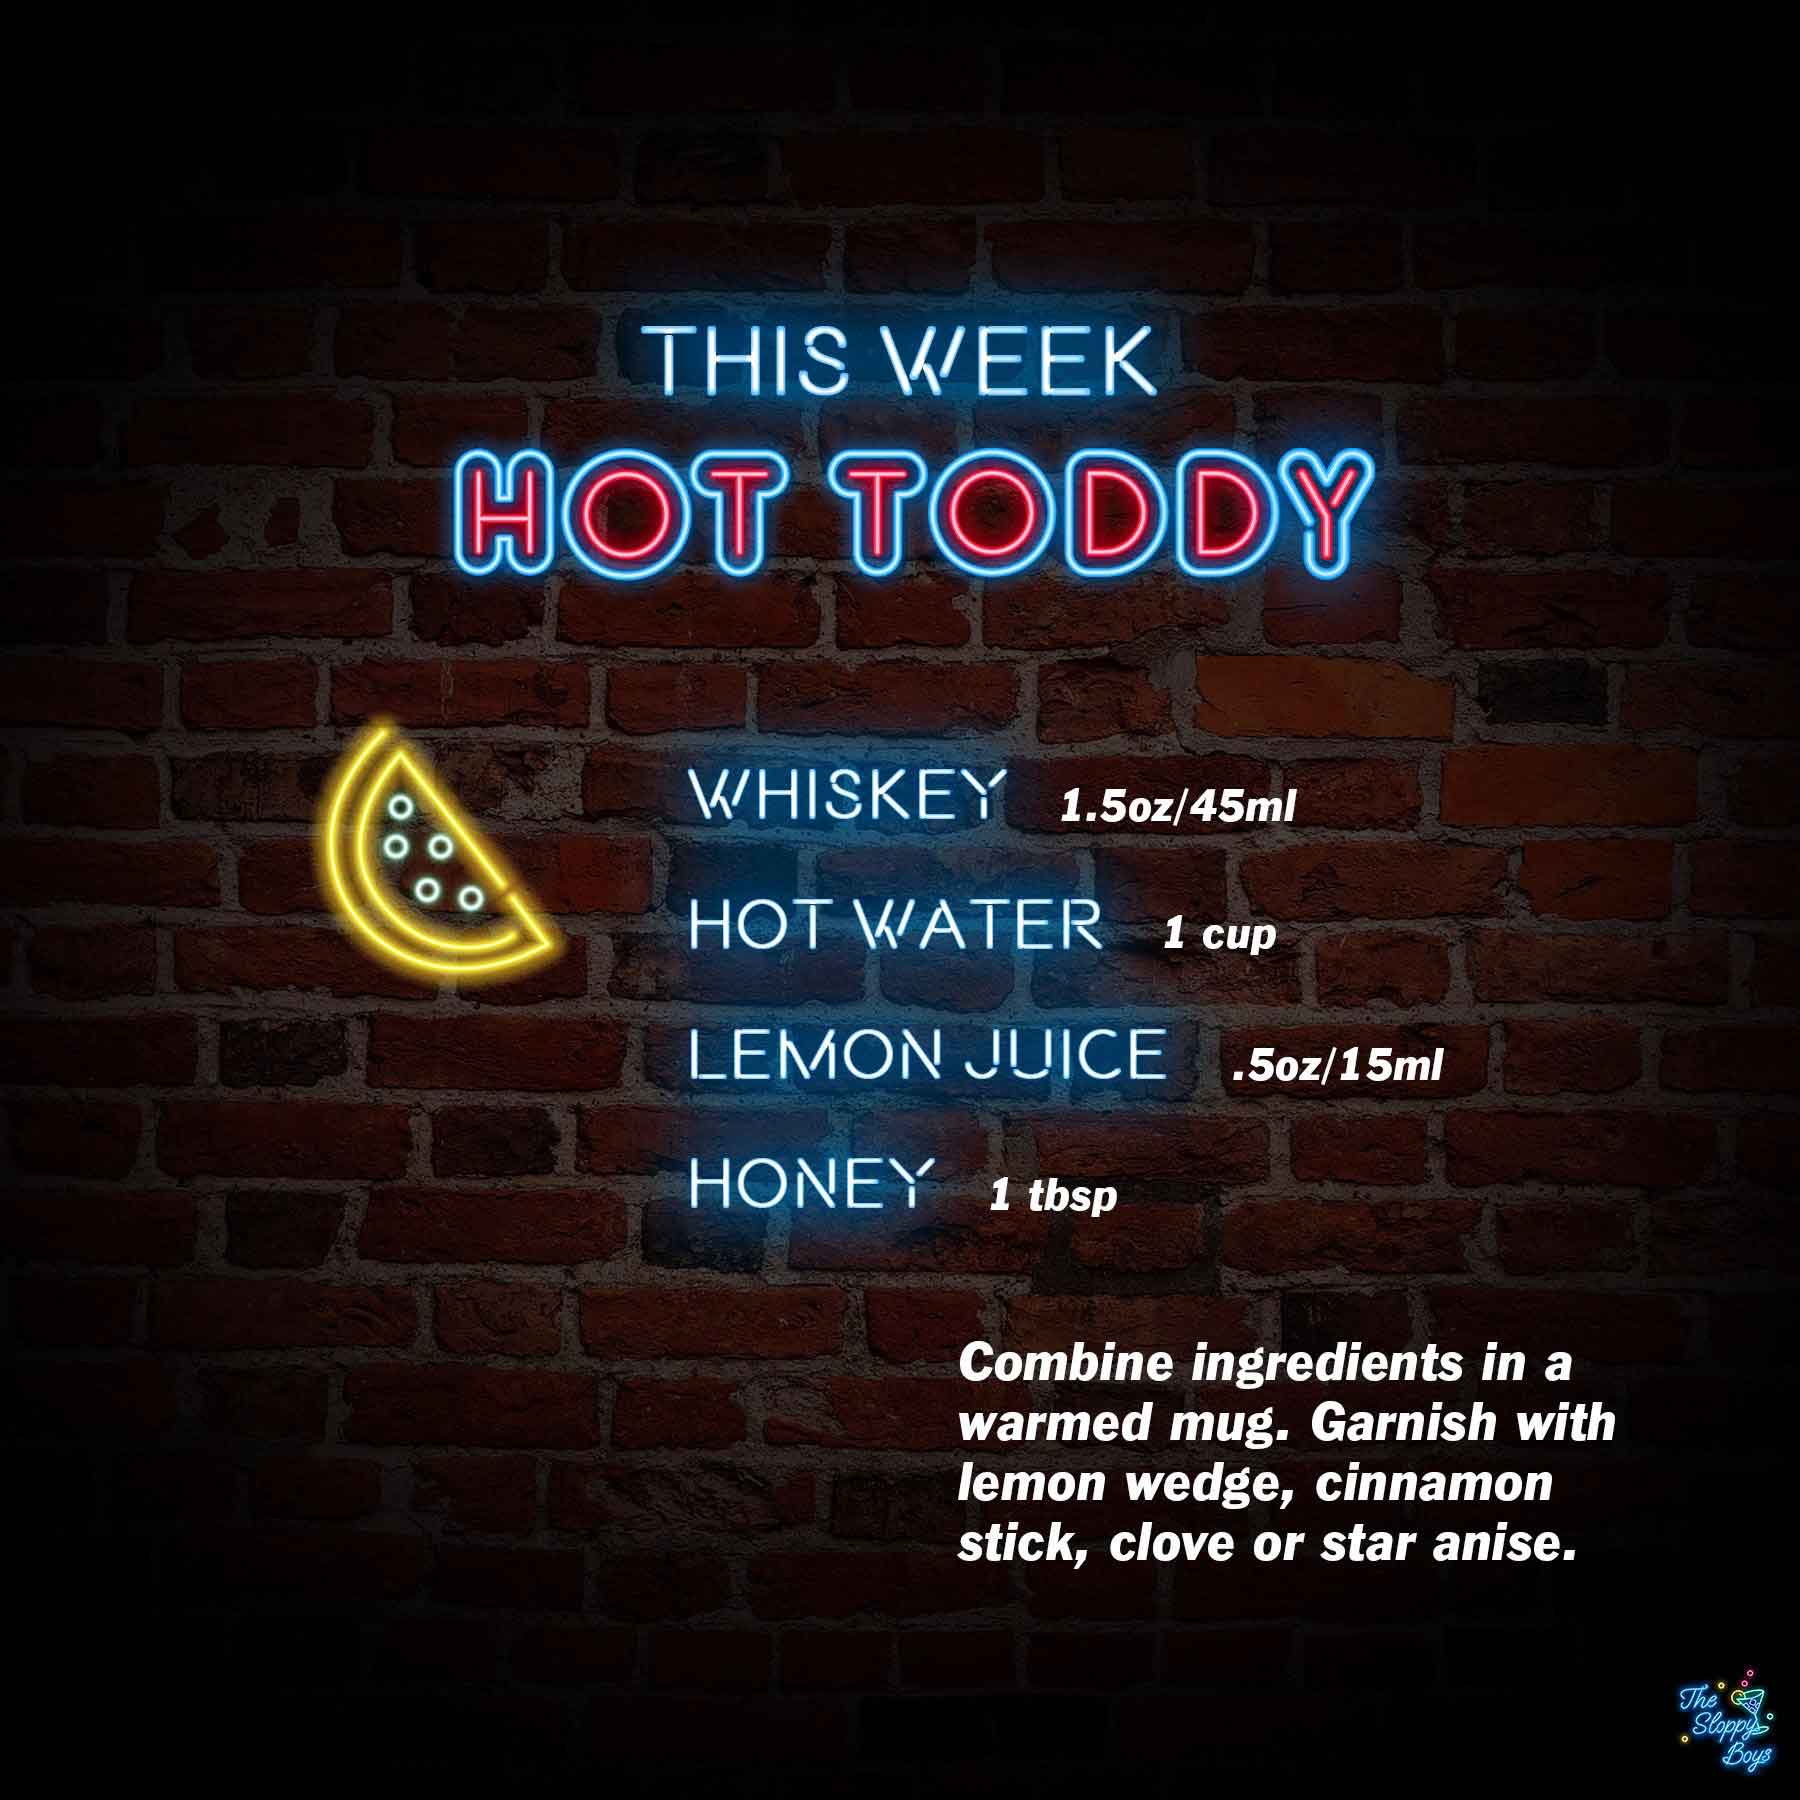 THIS WEEK
HOT TODDY
WHISKEY 1.5oz/45ml
HOT WATER 1 cup
LEMON JUICE .5oz/15ml
HONEY 1 tbsp
Combine ingredients in a
warmed mug. Garnish with
lemon wedge, cinnamon
stick, clove or star anise.
The
Sloppy
Boys